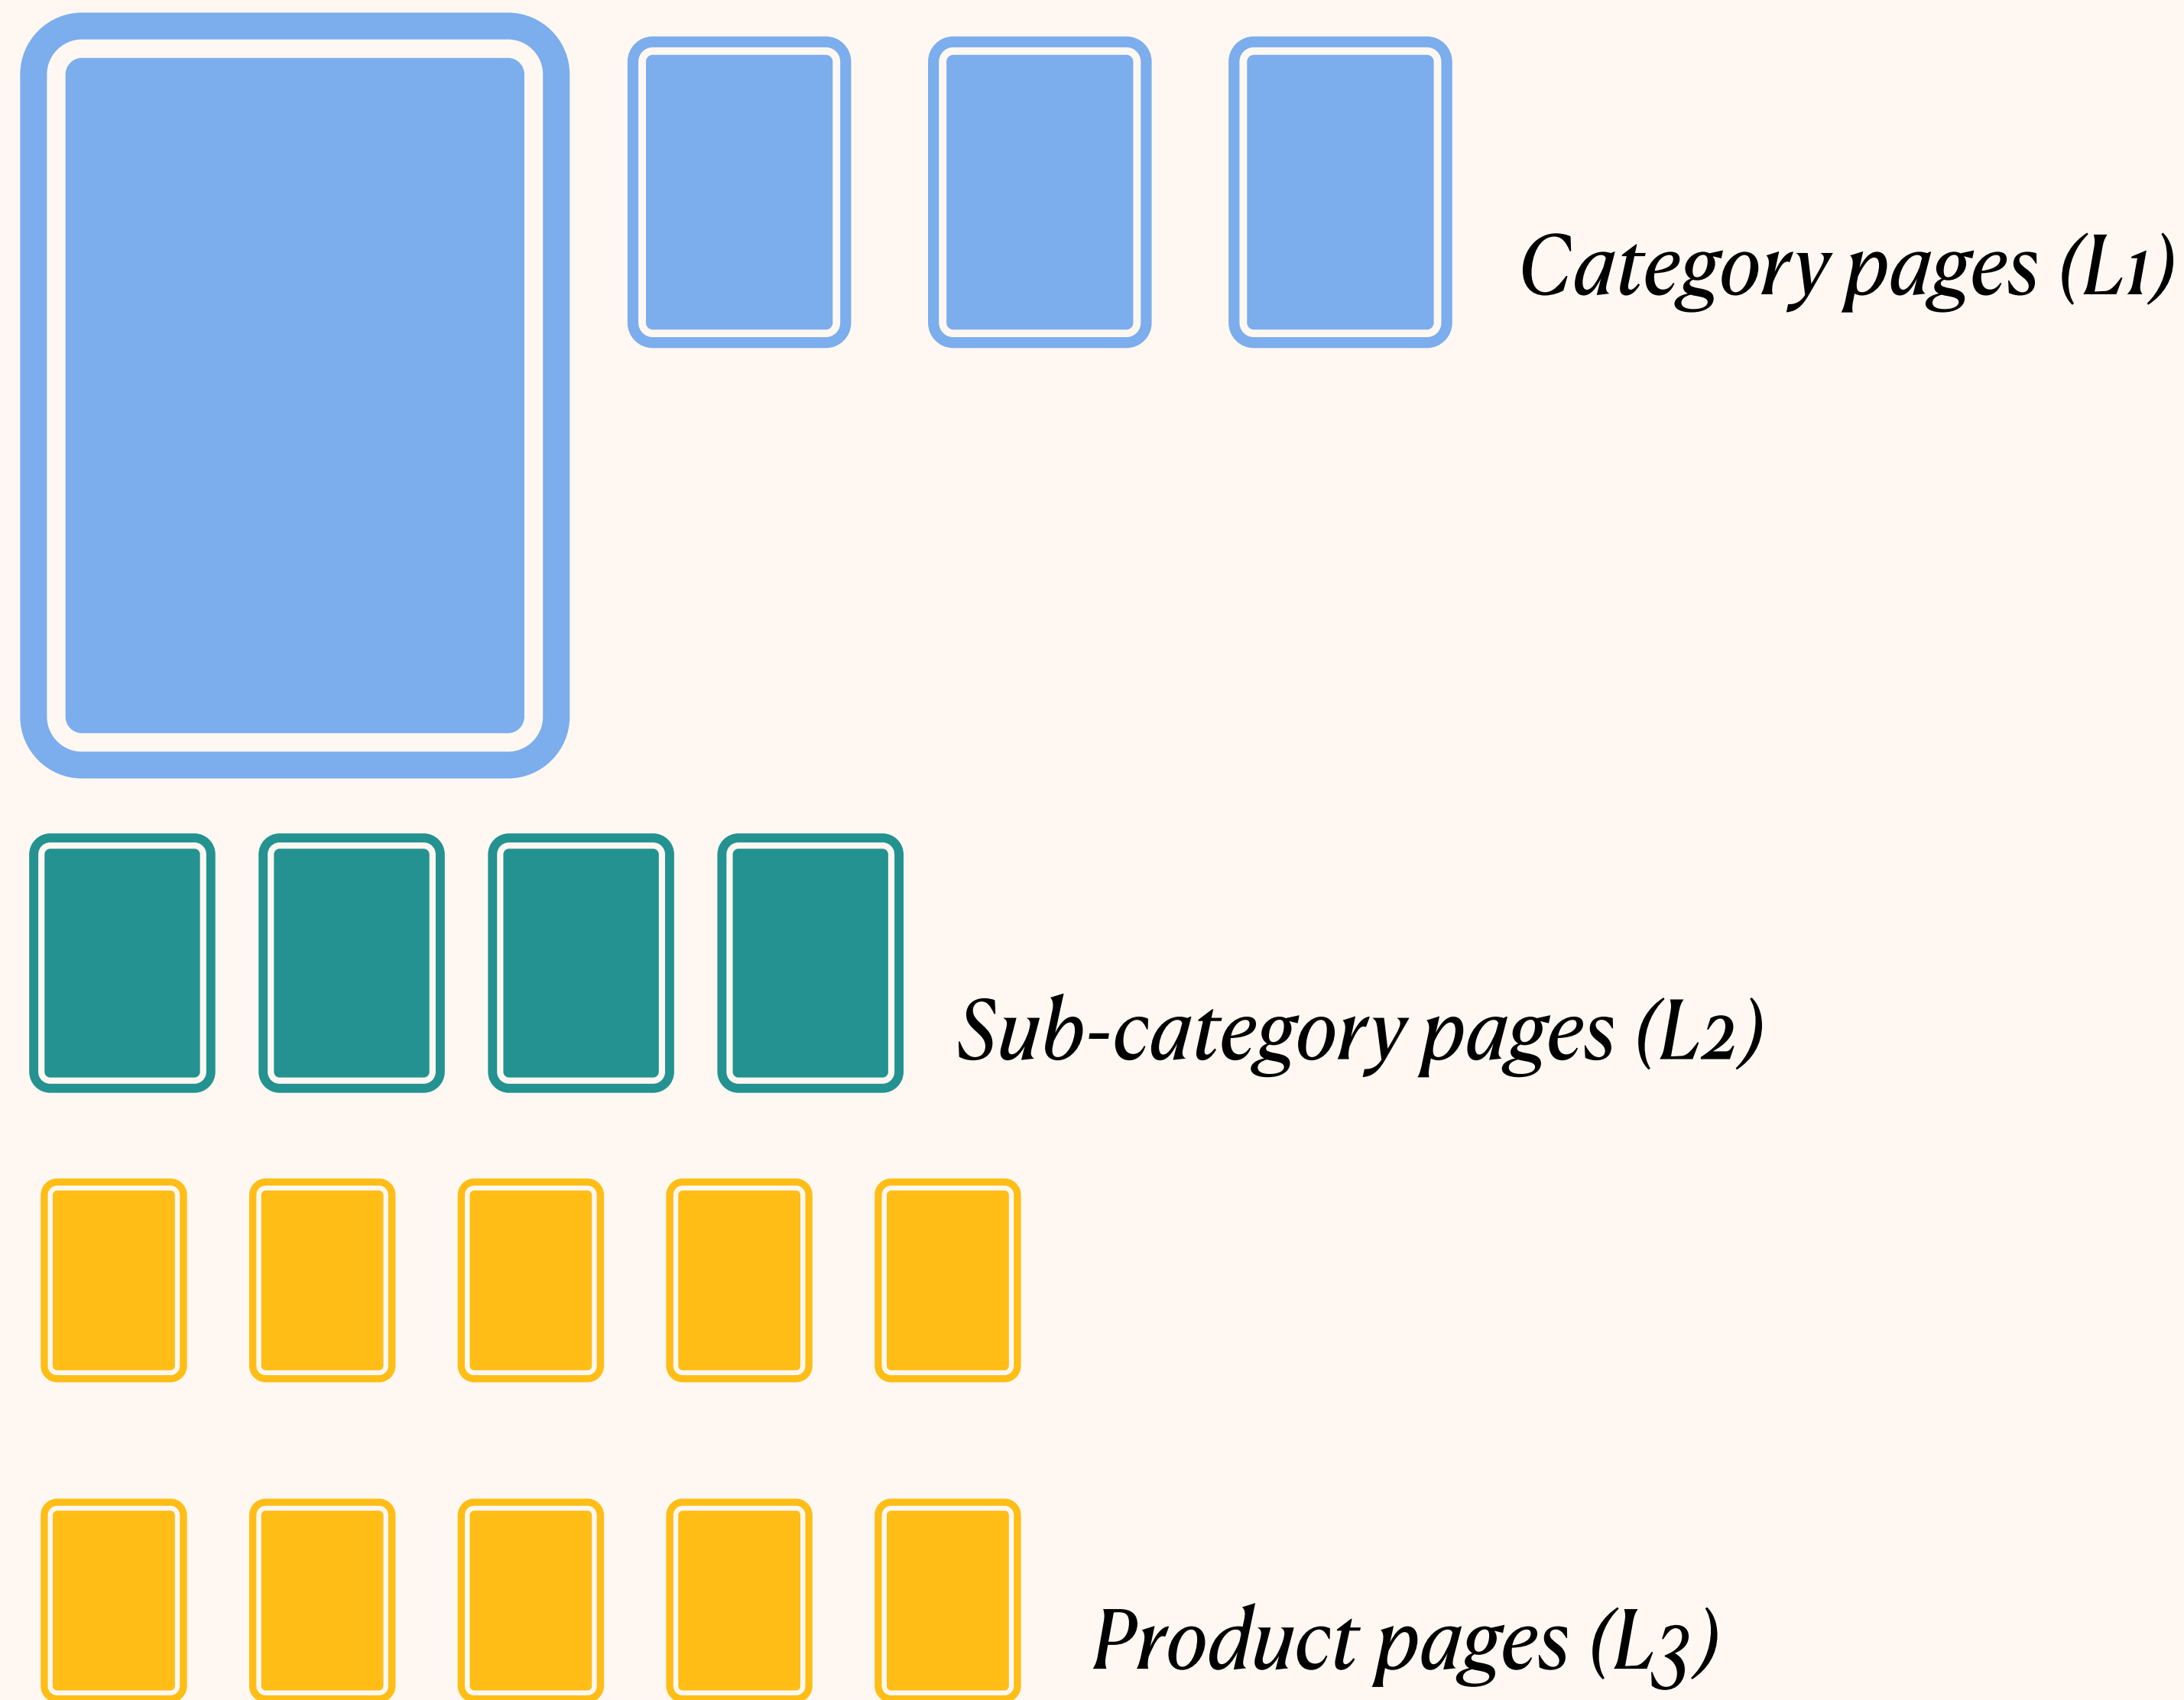 Category pages (L1)
Sub-category pages (L2)
Product pages (L3)